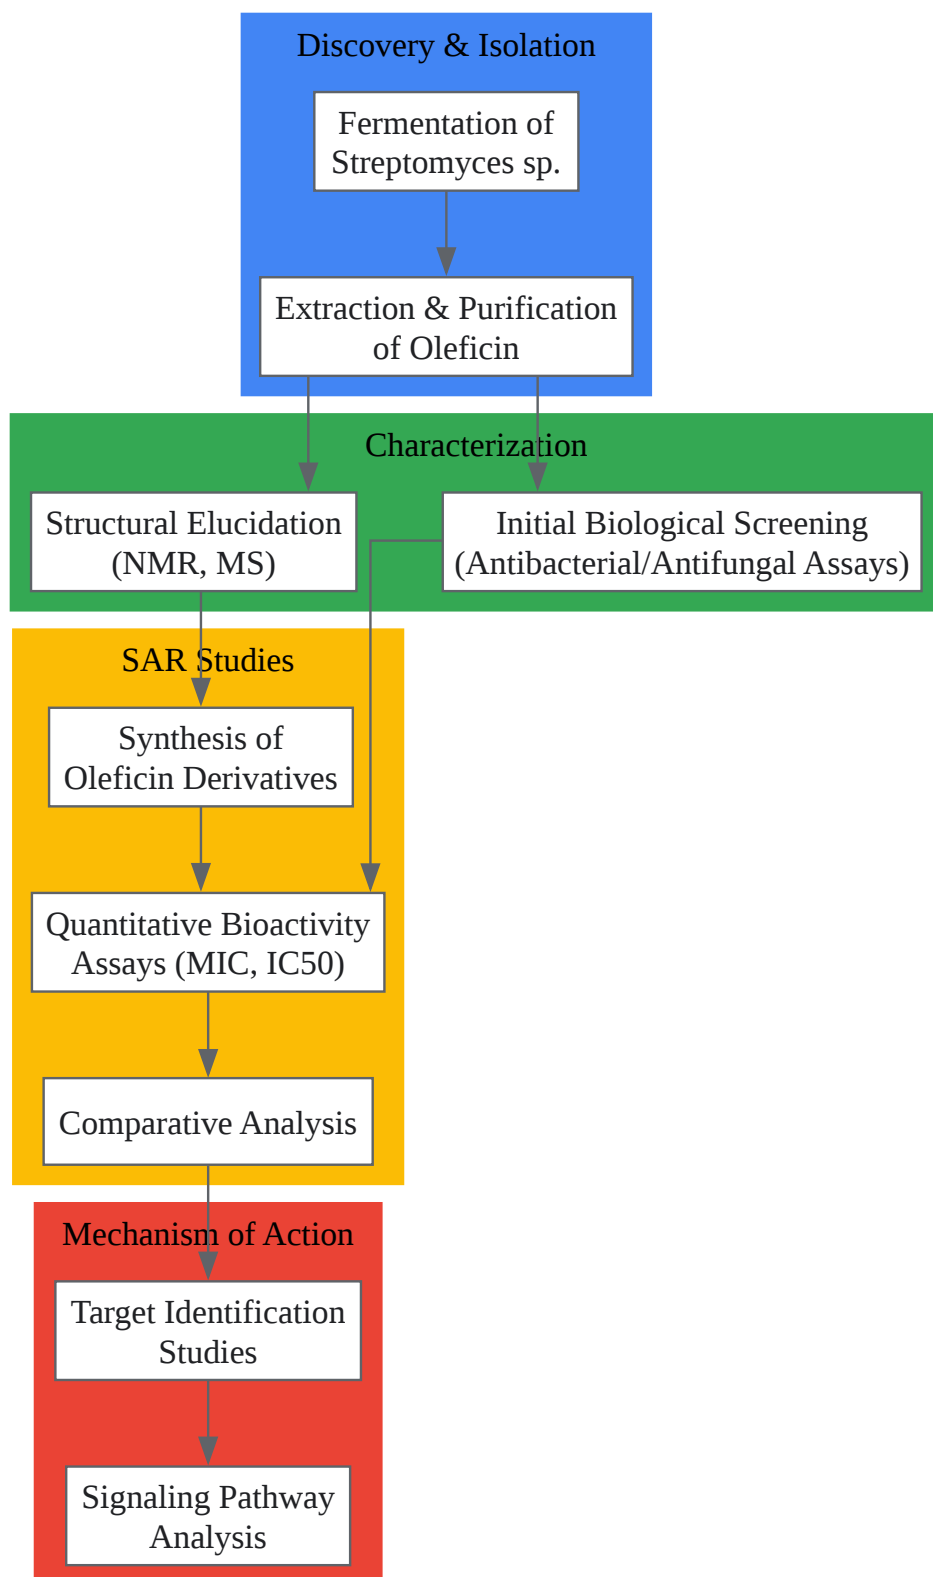 Discovery & Isolation
Fermentation of
Streptomyces sp.
Extraction & Purification
of Oleficin
Characterization
Structural Elucidation
(NMR, MS)
Initial Biological Screening
(Antibacterial/Antifungal Assays)
SAR Studies
Synthesis of
Oleficin Derivatives
Quantitative Bioactivity
Assays (MIC, IC50)
Comparative Analysis
Mechanism of Action
Target Identification
Studies
Signaling Pathway
Analysis